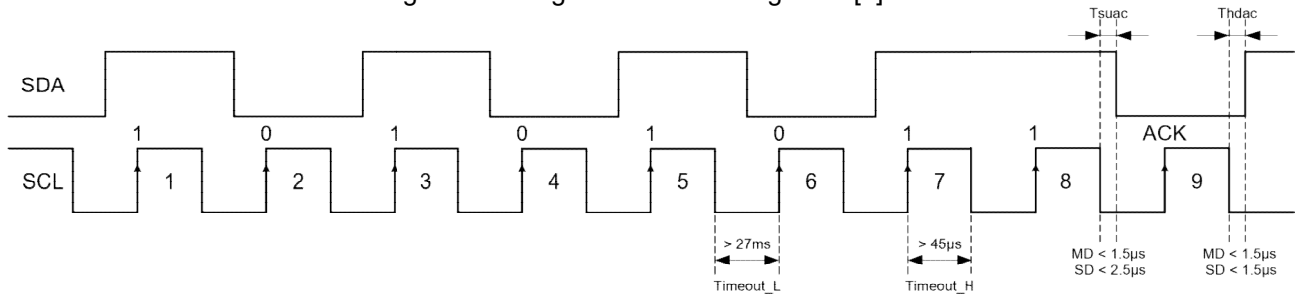 Tsuac Thdac
SDA
1 0 1 0 1 0 1 1 ACK
SCL 1 2 3 4 5 6 7 8 9
> 27ms > 45µs MD < 1.5µs MD < 1.5µs
SD < 2.5µs SD < 1.5µs
Timeout_L Timeout_H